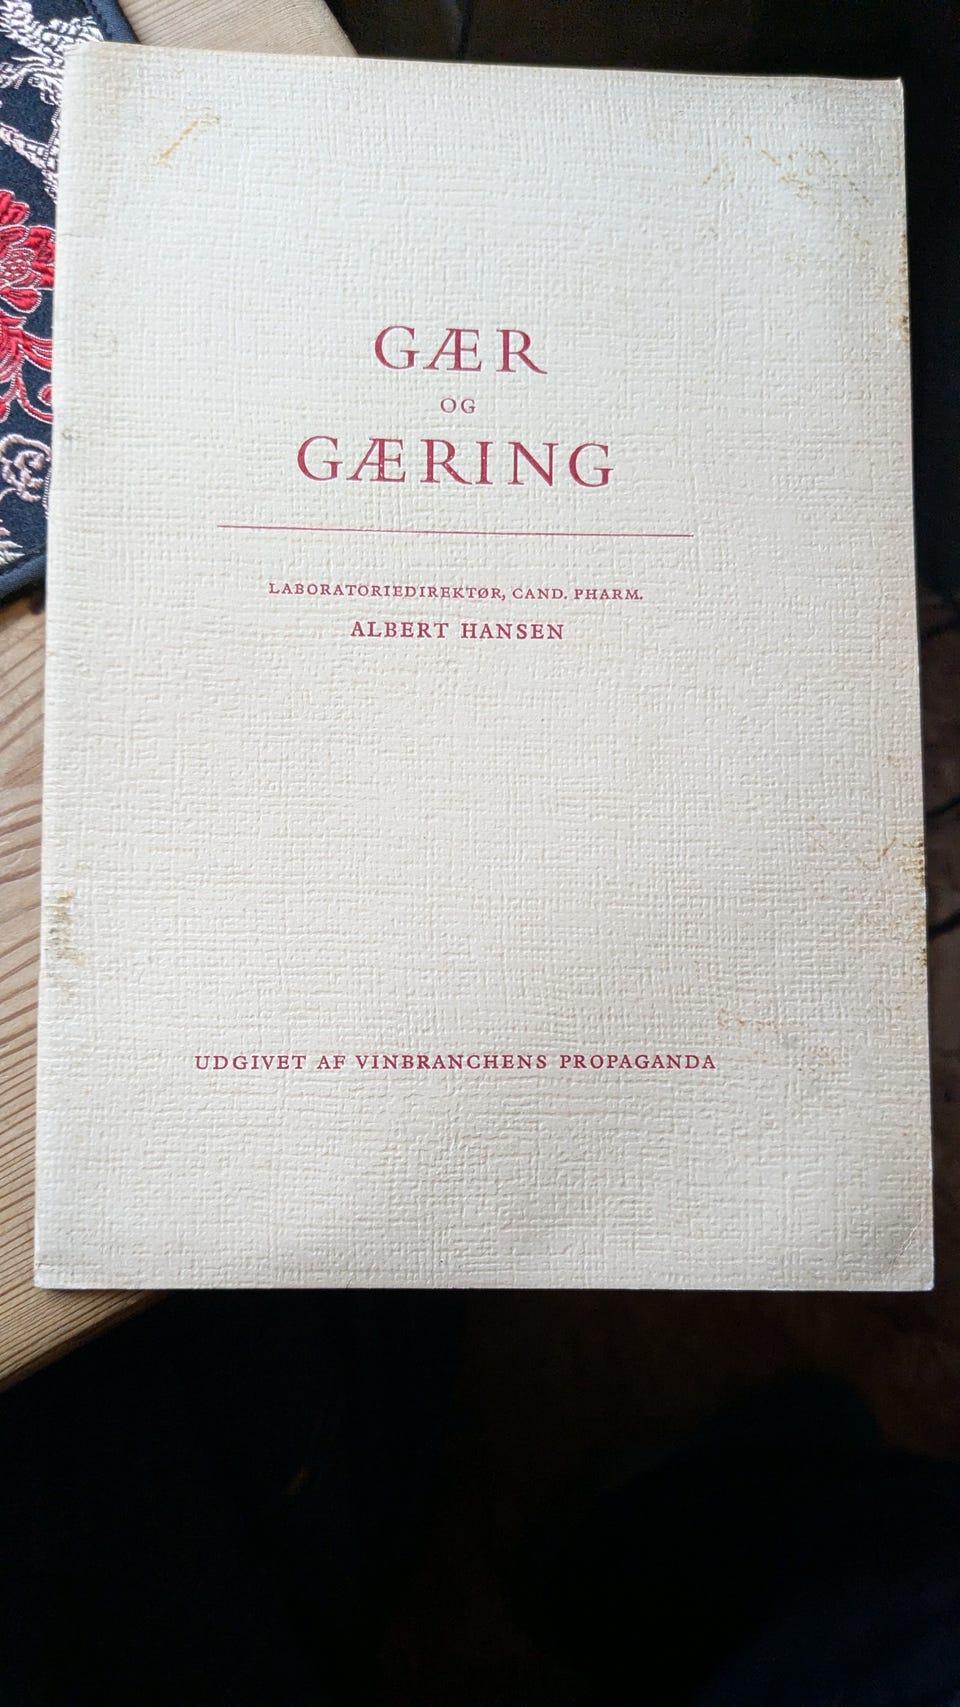 GÆR
OG
GÆRING
LABORATORIEDIREKTØR, CAND. PHARM.
ALBERT HANSEN
UDGIVET AF VINBRANCHENS PROPAGANDA